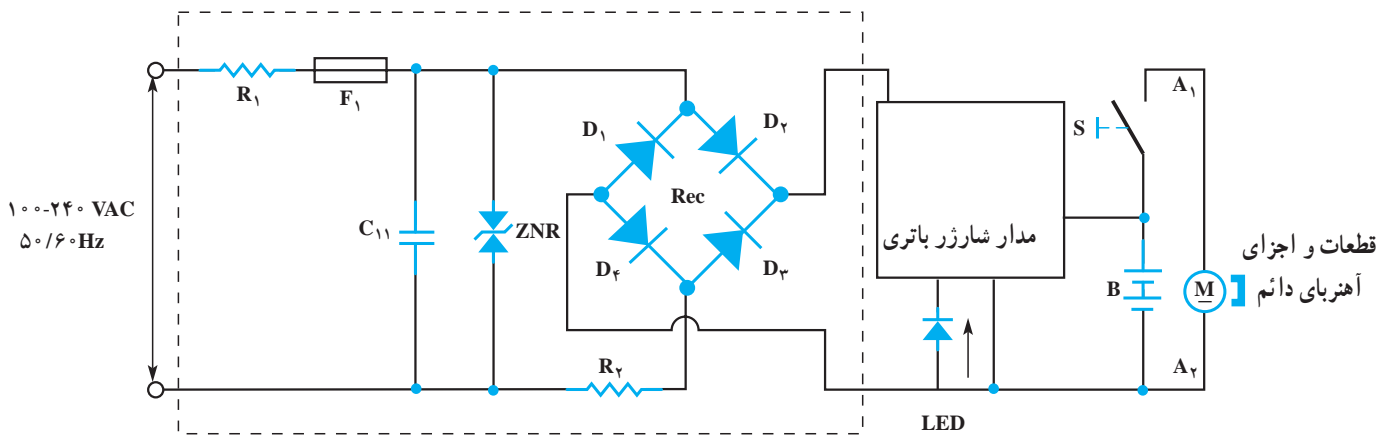 R۱
F۱
۱۰۰-۲۴۰ VAC
۵۰/۶۰Hz
C۱۱
ZNR
D۱
D۲
Rec
D۴
D۳
R۲
مدار شارژر باتری
LED
S
B
A۱
M
A۲
قطعات و اجزای
آهنربای دائم